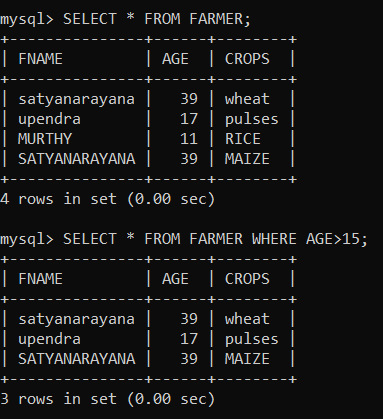 mysql> SELECT * FROM FARMER;
+--------------+------+--------+
| FNAME        | AGE  | CROPS  |
+--------------+------+--------+
| satyanarayana |   39 | wheat  |
| upendra      |   17 | pulses |
| MURTHY       |   11 | RICE   |
| SATYANARAYANA |   39 | MAIZE  |
+--------------+------+--------+
4 rows in set (0.00 sec)
mysql> SELECT * FROM FARMER WHERE AGE>15;
+--------------+------+--------+
| FNAME        | AGE  | CROPS  |
+--------------+------+--------+
| satyanarayana |   39 | wheat  |
| upendra      |   17 | pulses |
| SATYANARAYANA |   39 | MAIZE  |
+--------------+------+--------+
3 rows in set (0.00 sec)